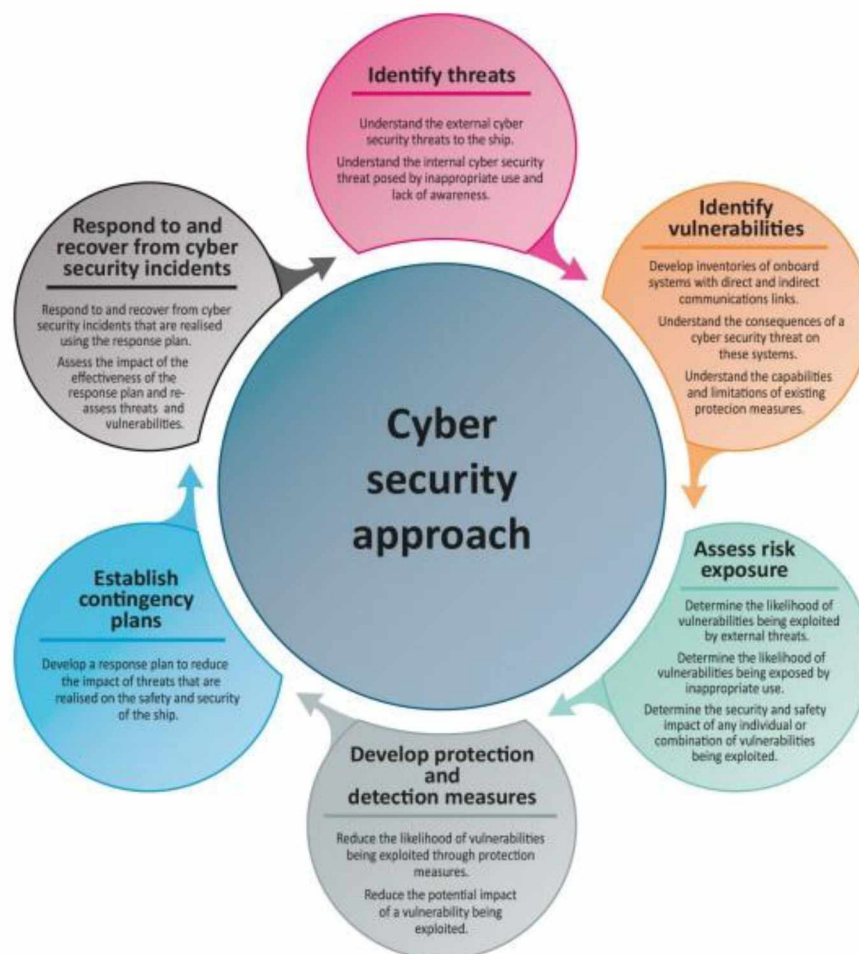 Identify threats
Understand the external cyber
security threats to the ship.
Understand the internal cyber security
threat posed by inappropriate use and
lack of awareness.
Identify
vulnerabilities
Develop inventories of onboard
systems with direct and indirect
communications links.
Understand the consequences of a
cyber security threat on
these systems.
Understand the capabilities
and limitations of existing
protecion measures.
Assess risk
exposure
Determine the likelihood of
vulnerabilities being exploited
by external threats.
Determine the likelihood of
vulnerabilities being exposed by
inappropriate use.
Determine the security and safety
impact of any individual or
combination of vulnerabilities
being exploited.
Develop protection
and
detection measures
Reduce the likelihood of vulnerabilities
being exploited through protection
measures.
Reduce the potential impact
of a vulnerability being
exploited.
Establish
contingency
plans
Develop a response plan to reduce
the impact of threats that are
realised on the safety and security
of the ship.
Respond to and
recover from cyber
security incidents
Respond to and recover from cyber
security incidents that are realised
using the response plan.
Assess the impact of the
effectiveness of the
response plan and re-
assess threats and
vulnerabilities.
Cyber
security
approach